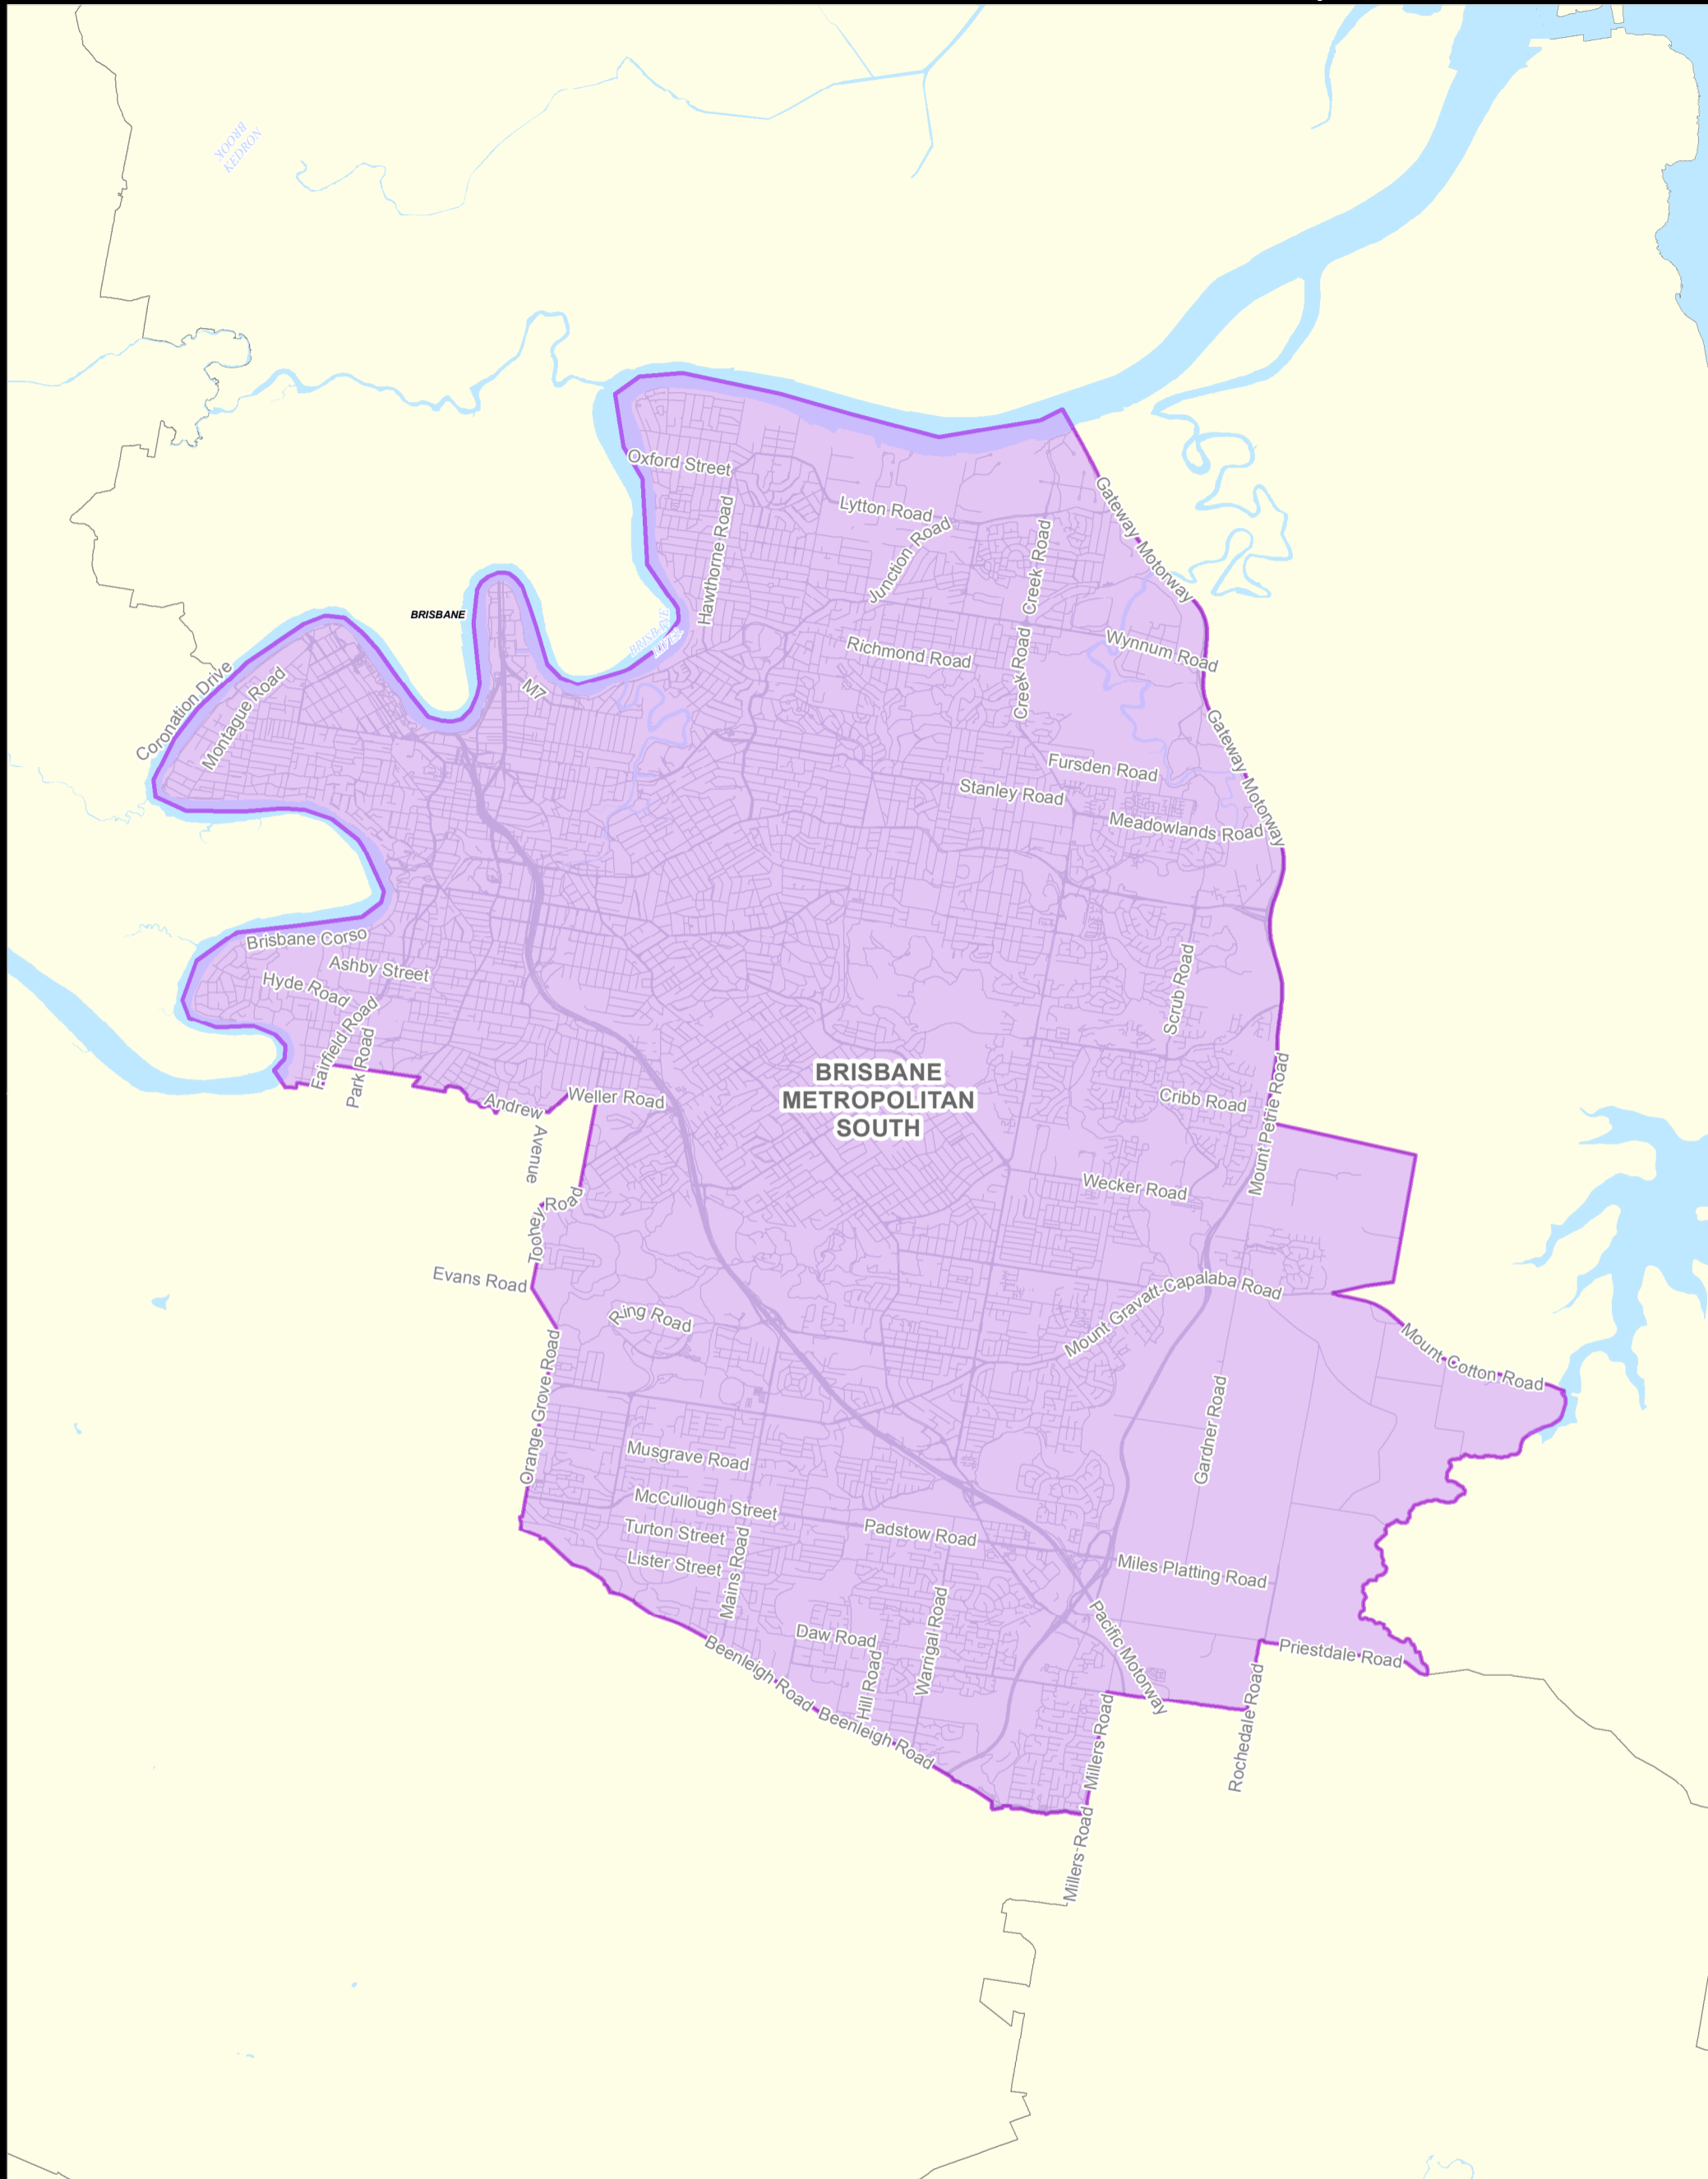 BROOK
KEDRON
Oxford Street
Hawthorne Road
Lytton Road
Junction Road
Creek Road
Gateway Motorway
BRISBANE
BRISBANE
Creek Road
Wynnum Road
Richmond Road
Coronation Drive
Montague Road
M7
Gateway Motorway
Fursden Road
Stanley Road
Meadowlands Road
Brisbane Corso
Ashby Street
Hyde Road
Fairfield Road
Park Road
Scrub Road
BRISBANE
METROPOLITAN
SOUTH
Weller Road
Andrew Avenue
Cribb Road
Mount Petrie Road
Wecker Road
Toohey Road
Evans Road
Ring Road
Mount Gravatt-Capalaba Road
Mount Cotton Road
Orange Grove Road
Gardner Road
Musgrave Road
McCullough Street
Turton Street
Lister Street
Mains Road
Padstow Road
Miles Platting Road
Daw Road
Hill Road
Warrigal Road
Pacific Motorway
Priestdale Road
Beenleigh Road
Beenleigh Road
Millers Road
Rochedale Road
Millers Road